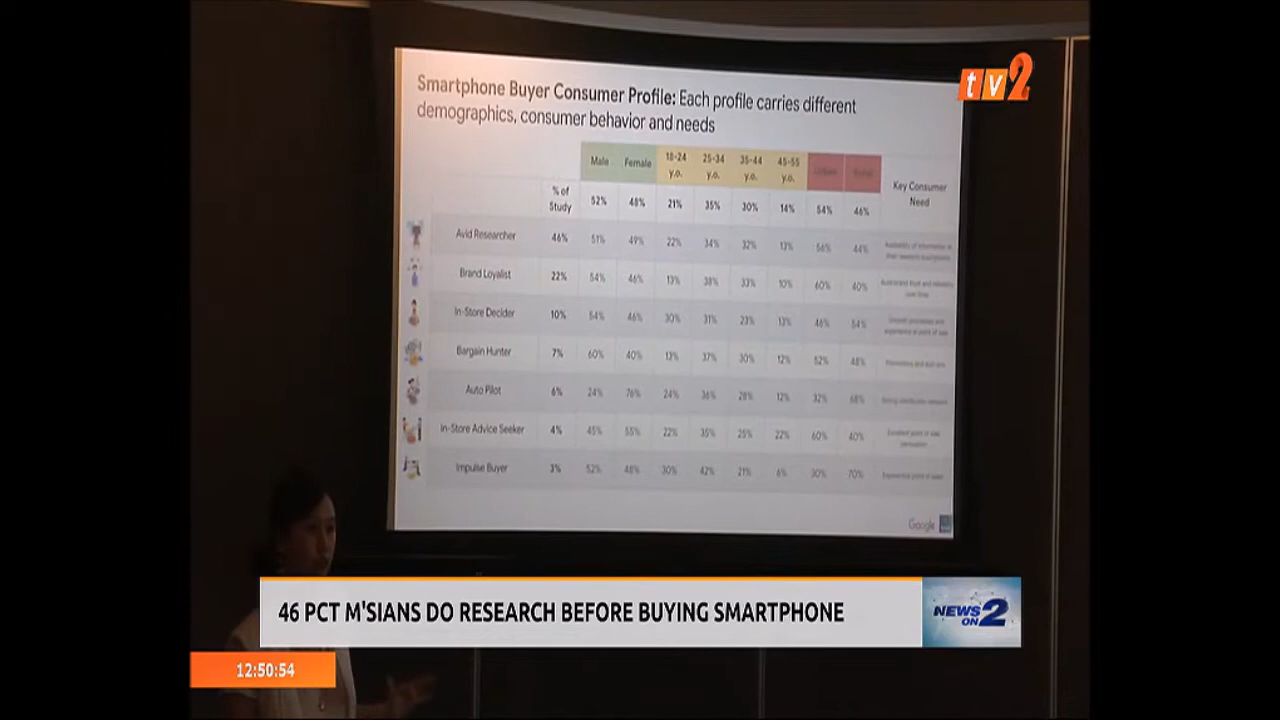 tv2
Smartphone Buyer Consumer Profile: Each profile carries different
demographics, consumer behavior and needs
Male Female 18-24 y.o. 25-34 y.o. 35-44 y.o. 45-55 y.o. Key Consumer Need
% of Study 52% 48% 21% 35% 30% 14% 54% 46%
Avid Researcher 46% 51% 49% 22% 34% 32% 13% 56% 44%
Brand Loyalist 22% 54% 46% 13% 38% 33% 10% 60% 40%
In-Store Decider 10% 54% 46% 30% 31% 23% 13% 46% 54%
Bargain Hunter 7% 60% 40% 13% 37% 30% 12% 52% 48%
Auto Pilot 6% 24% 76% 24% 36% 28% 12% 32% 68%
In-Store Advice Seeker 4% 45% 55% 22% 35% 25% 22% 60% 40%
Impulse Buyer 3% 52% 48% 30% 42% 21% 6% 30% 70%
Google
46 PCT M'SIANS DO RESEARCH BEFORE BUYING SMARTPHONE
NEWS ON 2
12:50:54